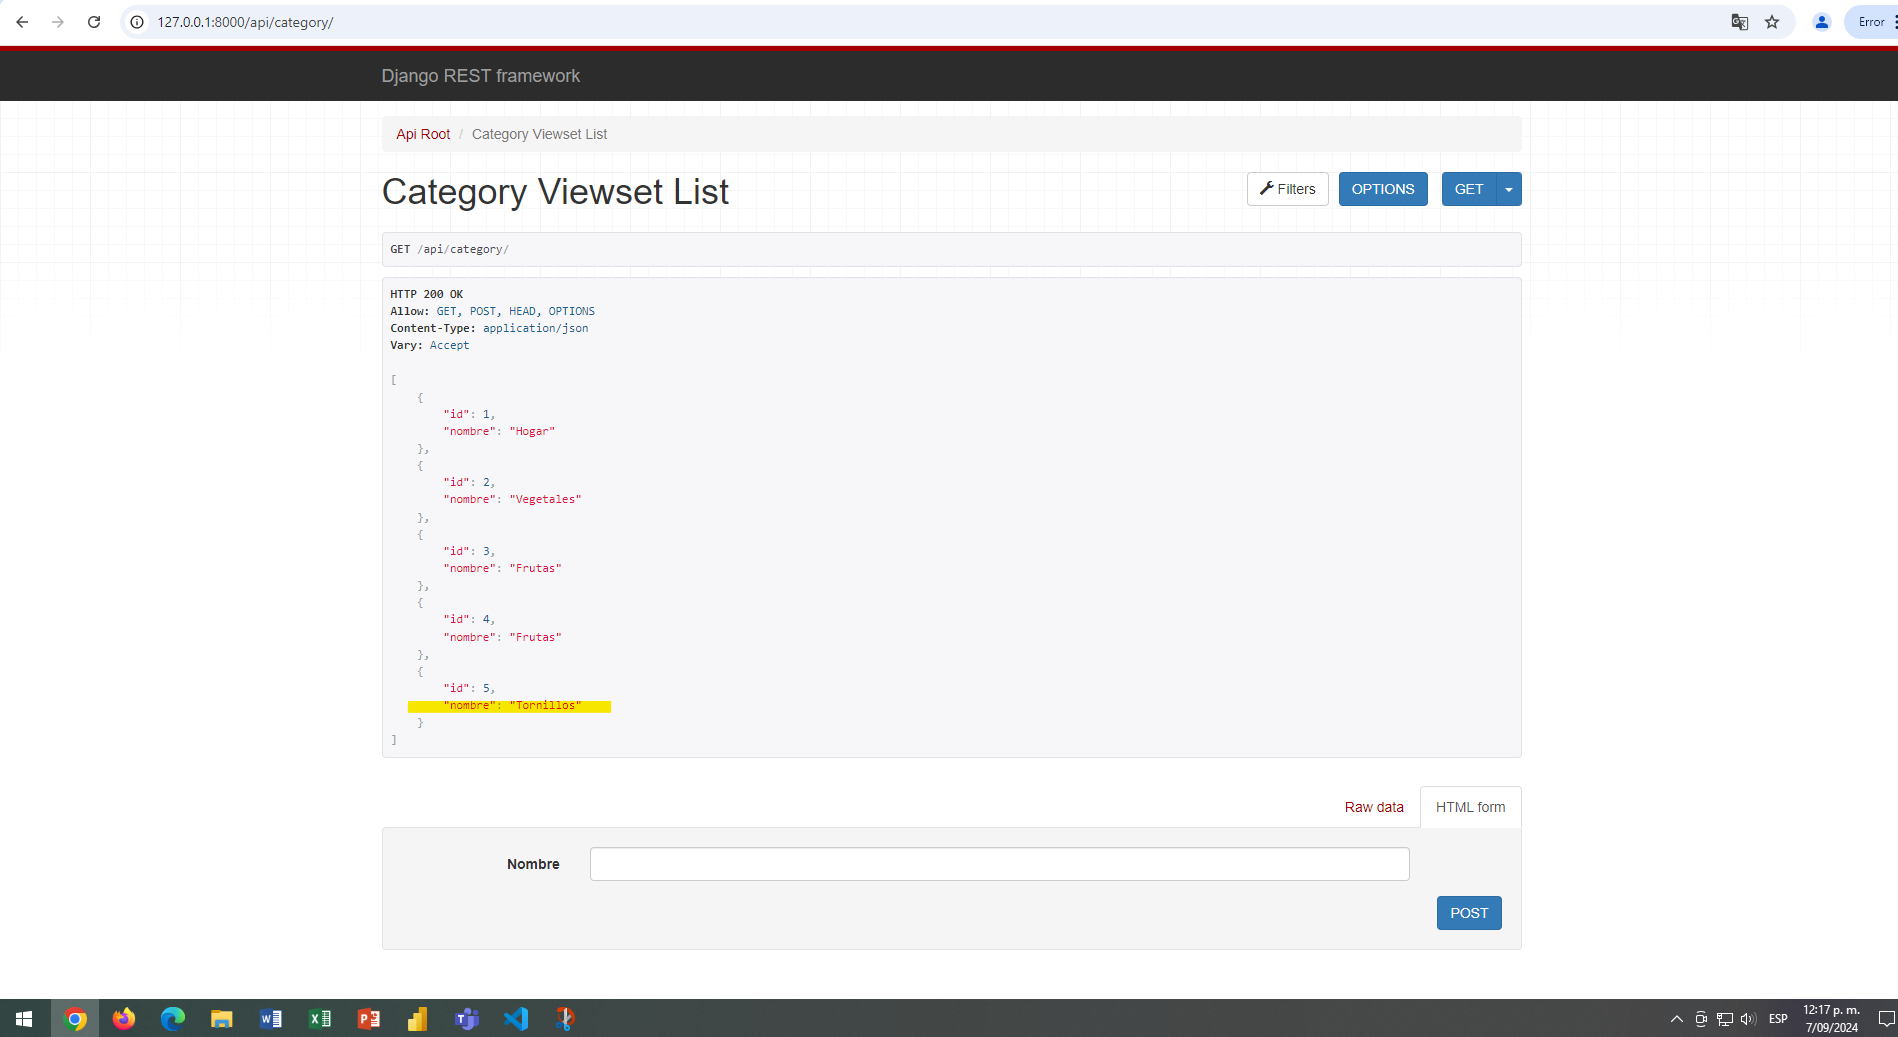 127.0.0.1:8000/api/category/
Error
Django REST framework
Api Root / Category Viewset List
Category Viewset List
Filters
OPTIONS
GET
GET /api/category/
HTTP 200 OK
Allow: GET, POST, HEAD, OPTIONS
Content-Type: application/json
Vary: Accept
[
    {
        "id": 1,
        "nombre": "Hogar"
    },
    {
        "id": 2,
        "nombre": "Vegetales"
    },
    {
        "id": 3,
        "nombre": "Frutas"
    },
    {
        "id": 4,
        "nombre": "Frutas"
    },
    {
        "id": 5,
        "nombre": "Tornillos"
    }
]
Raw data
HTML form
Nombre
POST
ESP
12:17 p. m.
7/09/2024